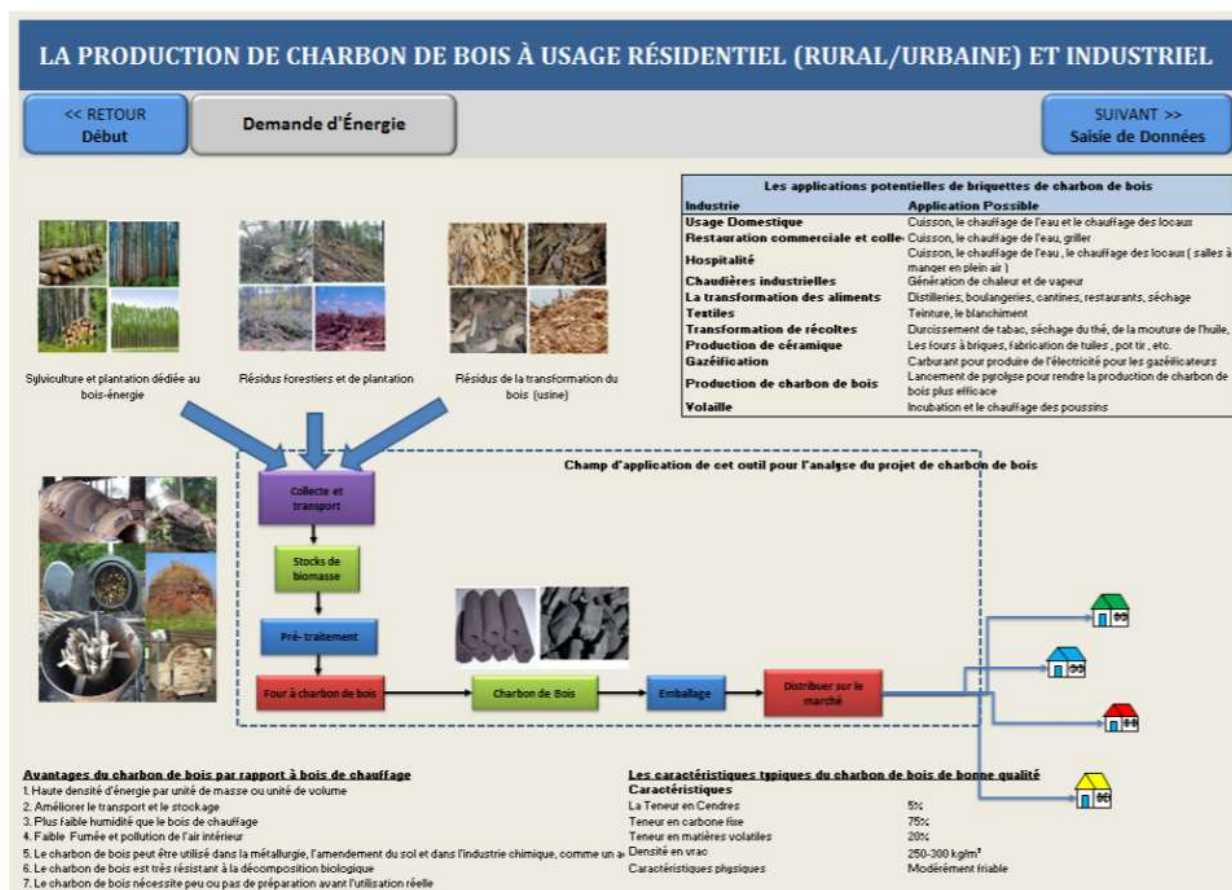 LA PRODUCTION DE CHARBON DE BOIS À USAGE RÉSIDENTIEL (RURAL/URBAINE) ET INDUSTRIEL
<< RETOUR
Début
Demande d'Énergie
SUIVANT >>
Saisie de Données
Les applications potentielles de briquettes de charbon de bois
Industrie Application Possible
Usage Domestique Cuisson, le chauffage de l'eau et le chauffage des locaux
Restauration commerciale et colle Cuisson, le chauffage de l'eau, griller
Hospitalité Cuisson, le chauffage de l'eau , le chauffage des locaux ( salles à
manger en plein air )
Chaudières industrielles Génération de chaleur et de vapeur
La transformation des aliments Distilleries, boulangeries, cantines, restaurants, séchage
Textiles Teinture, le blanchiment
Transformation de récoltes Durcissement de tabac, séchage du thé, de la mouture de l'huile,
Production de céramique Les fours à briques, fabrication de tuiles , pot tir , etc.
Gazéification Carburant pour produire de l'électricité pour les gazéificateurs
Production de charbon de bois Lancement de pyrolyse pour rendre la production de charbon de
bois plus efficace
Volaille Incubation et le chauffage des poussins
Sylviculture et plantation dédiée au
bois-énergie
Résidus forestiers et de plantation
Résidus de la transformation du
bois (usine)
Champ d'application de cet outil pour l'analyse du projet de charbon de bois
Collecte et
transport
Stocks de
biomasse
Pré- traitement
Four à charbon de bois
Charbon de Bois
Emballage
Distribuer sur le
marché
Avantages du charbon de bois par rapport à bois de chauffage
1. Haute densité d'énergie par unité de masse ou unité de volume
2. Améliorer le transport et le stockage
3. Plus faible humidité que le bois de chauffage
4. Faible Fumée et pollution de l'air intérieur
5. Le charbon de bois peut être utilisé dans la métallurgie, l'amendement du sol et dans l'industrie chimique, comme un a
6. Le charbon de bois est très résistant à la décomposition biologique
7. Le charbon de bois nécessite peu ou pas de préparation avant l'utilisation réelle
Les caractéristiques typiques du charbon de bois de bonne qualité
Caractéristiques
La Teneur en Cendres 5%
Teneur en carbone fixe 75%
Teneur en matières volatiles 20%
Densité en vrac 250-300 kg/m³
Caractéristiques physiques Modérément friable